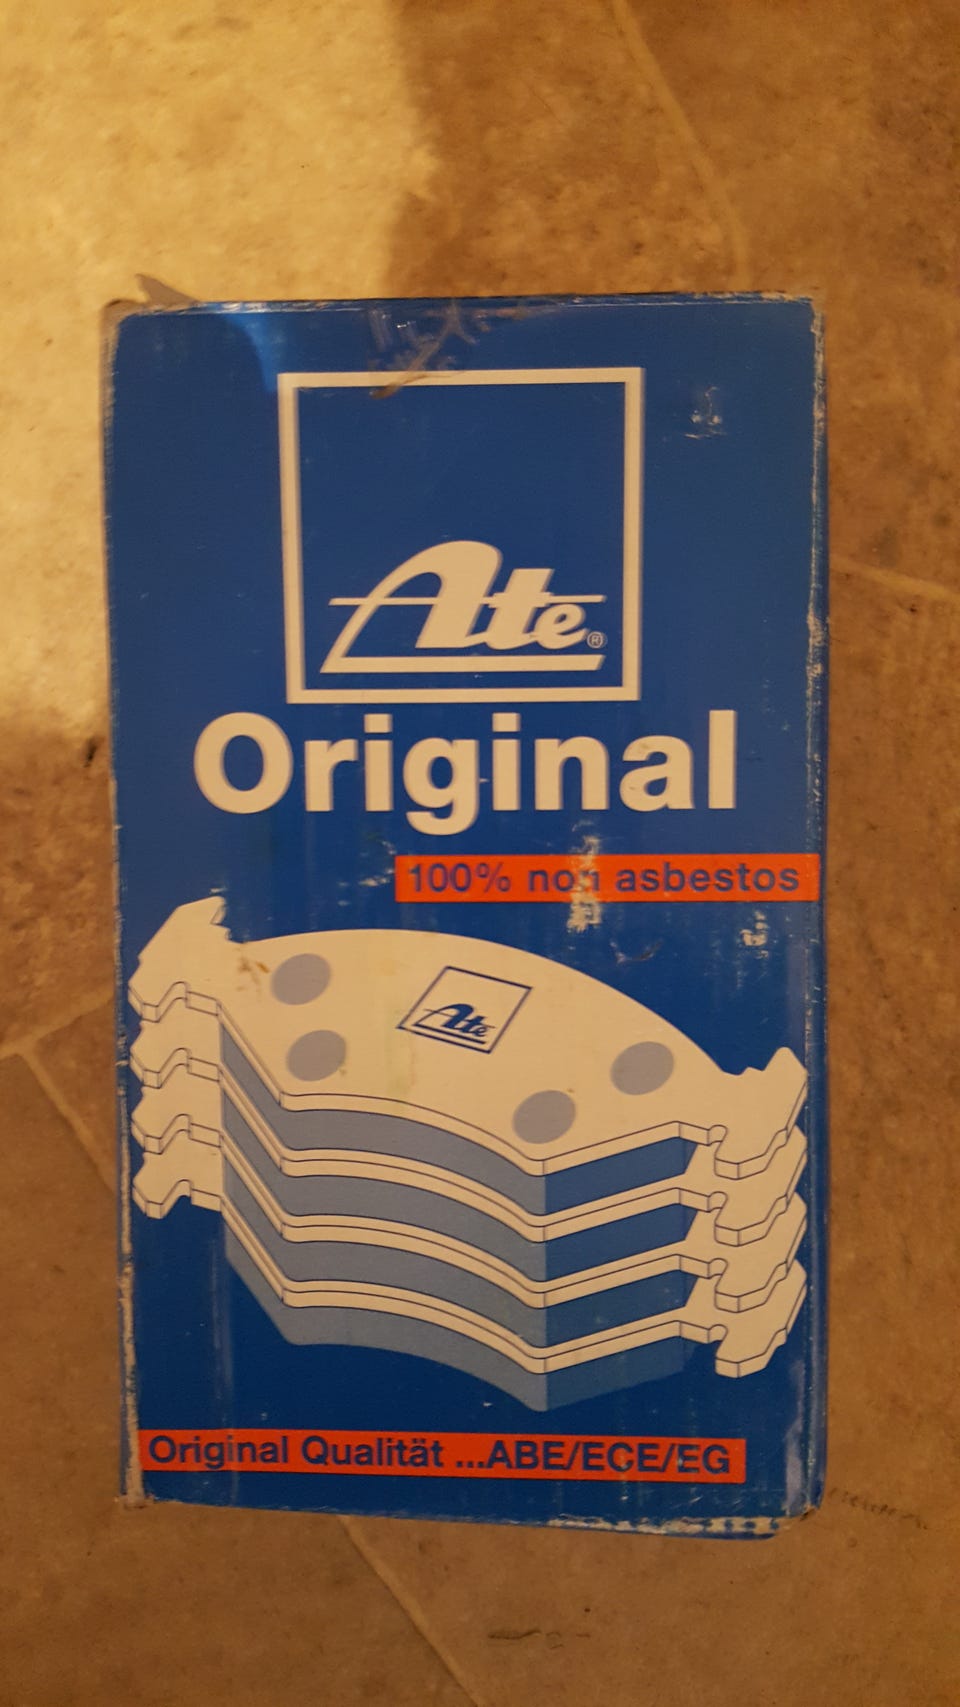 Ate®
Original
100% non asbestos
Ate
Original Qualität ...ABE/ECE/EG